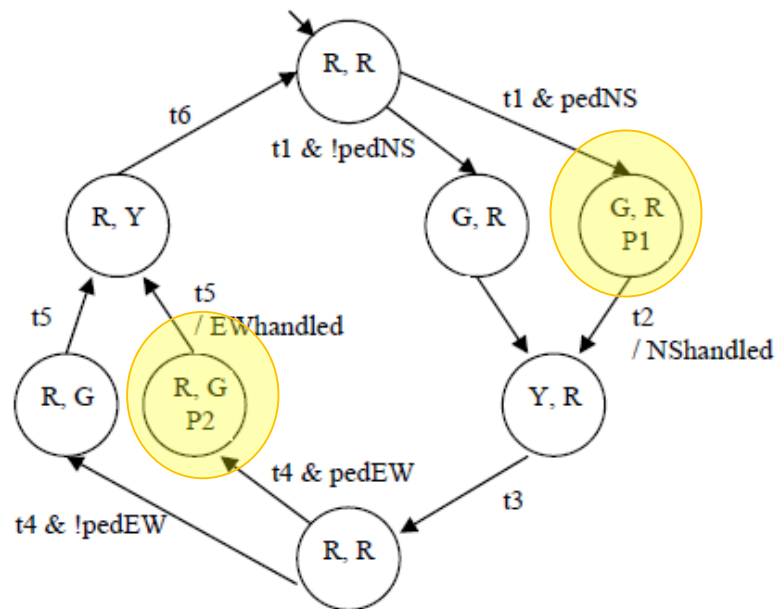 R, R
t1 & pedNS
t6
t1 & !pedNS
R, Y
G, R
G, R
P1
t5
t5
/ EWhandled
t2
/ NShandled
R, G
R, G
P2
Y, R
t4 & pedEW
t3
t4 & !pedEW
R, R